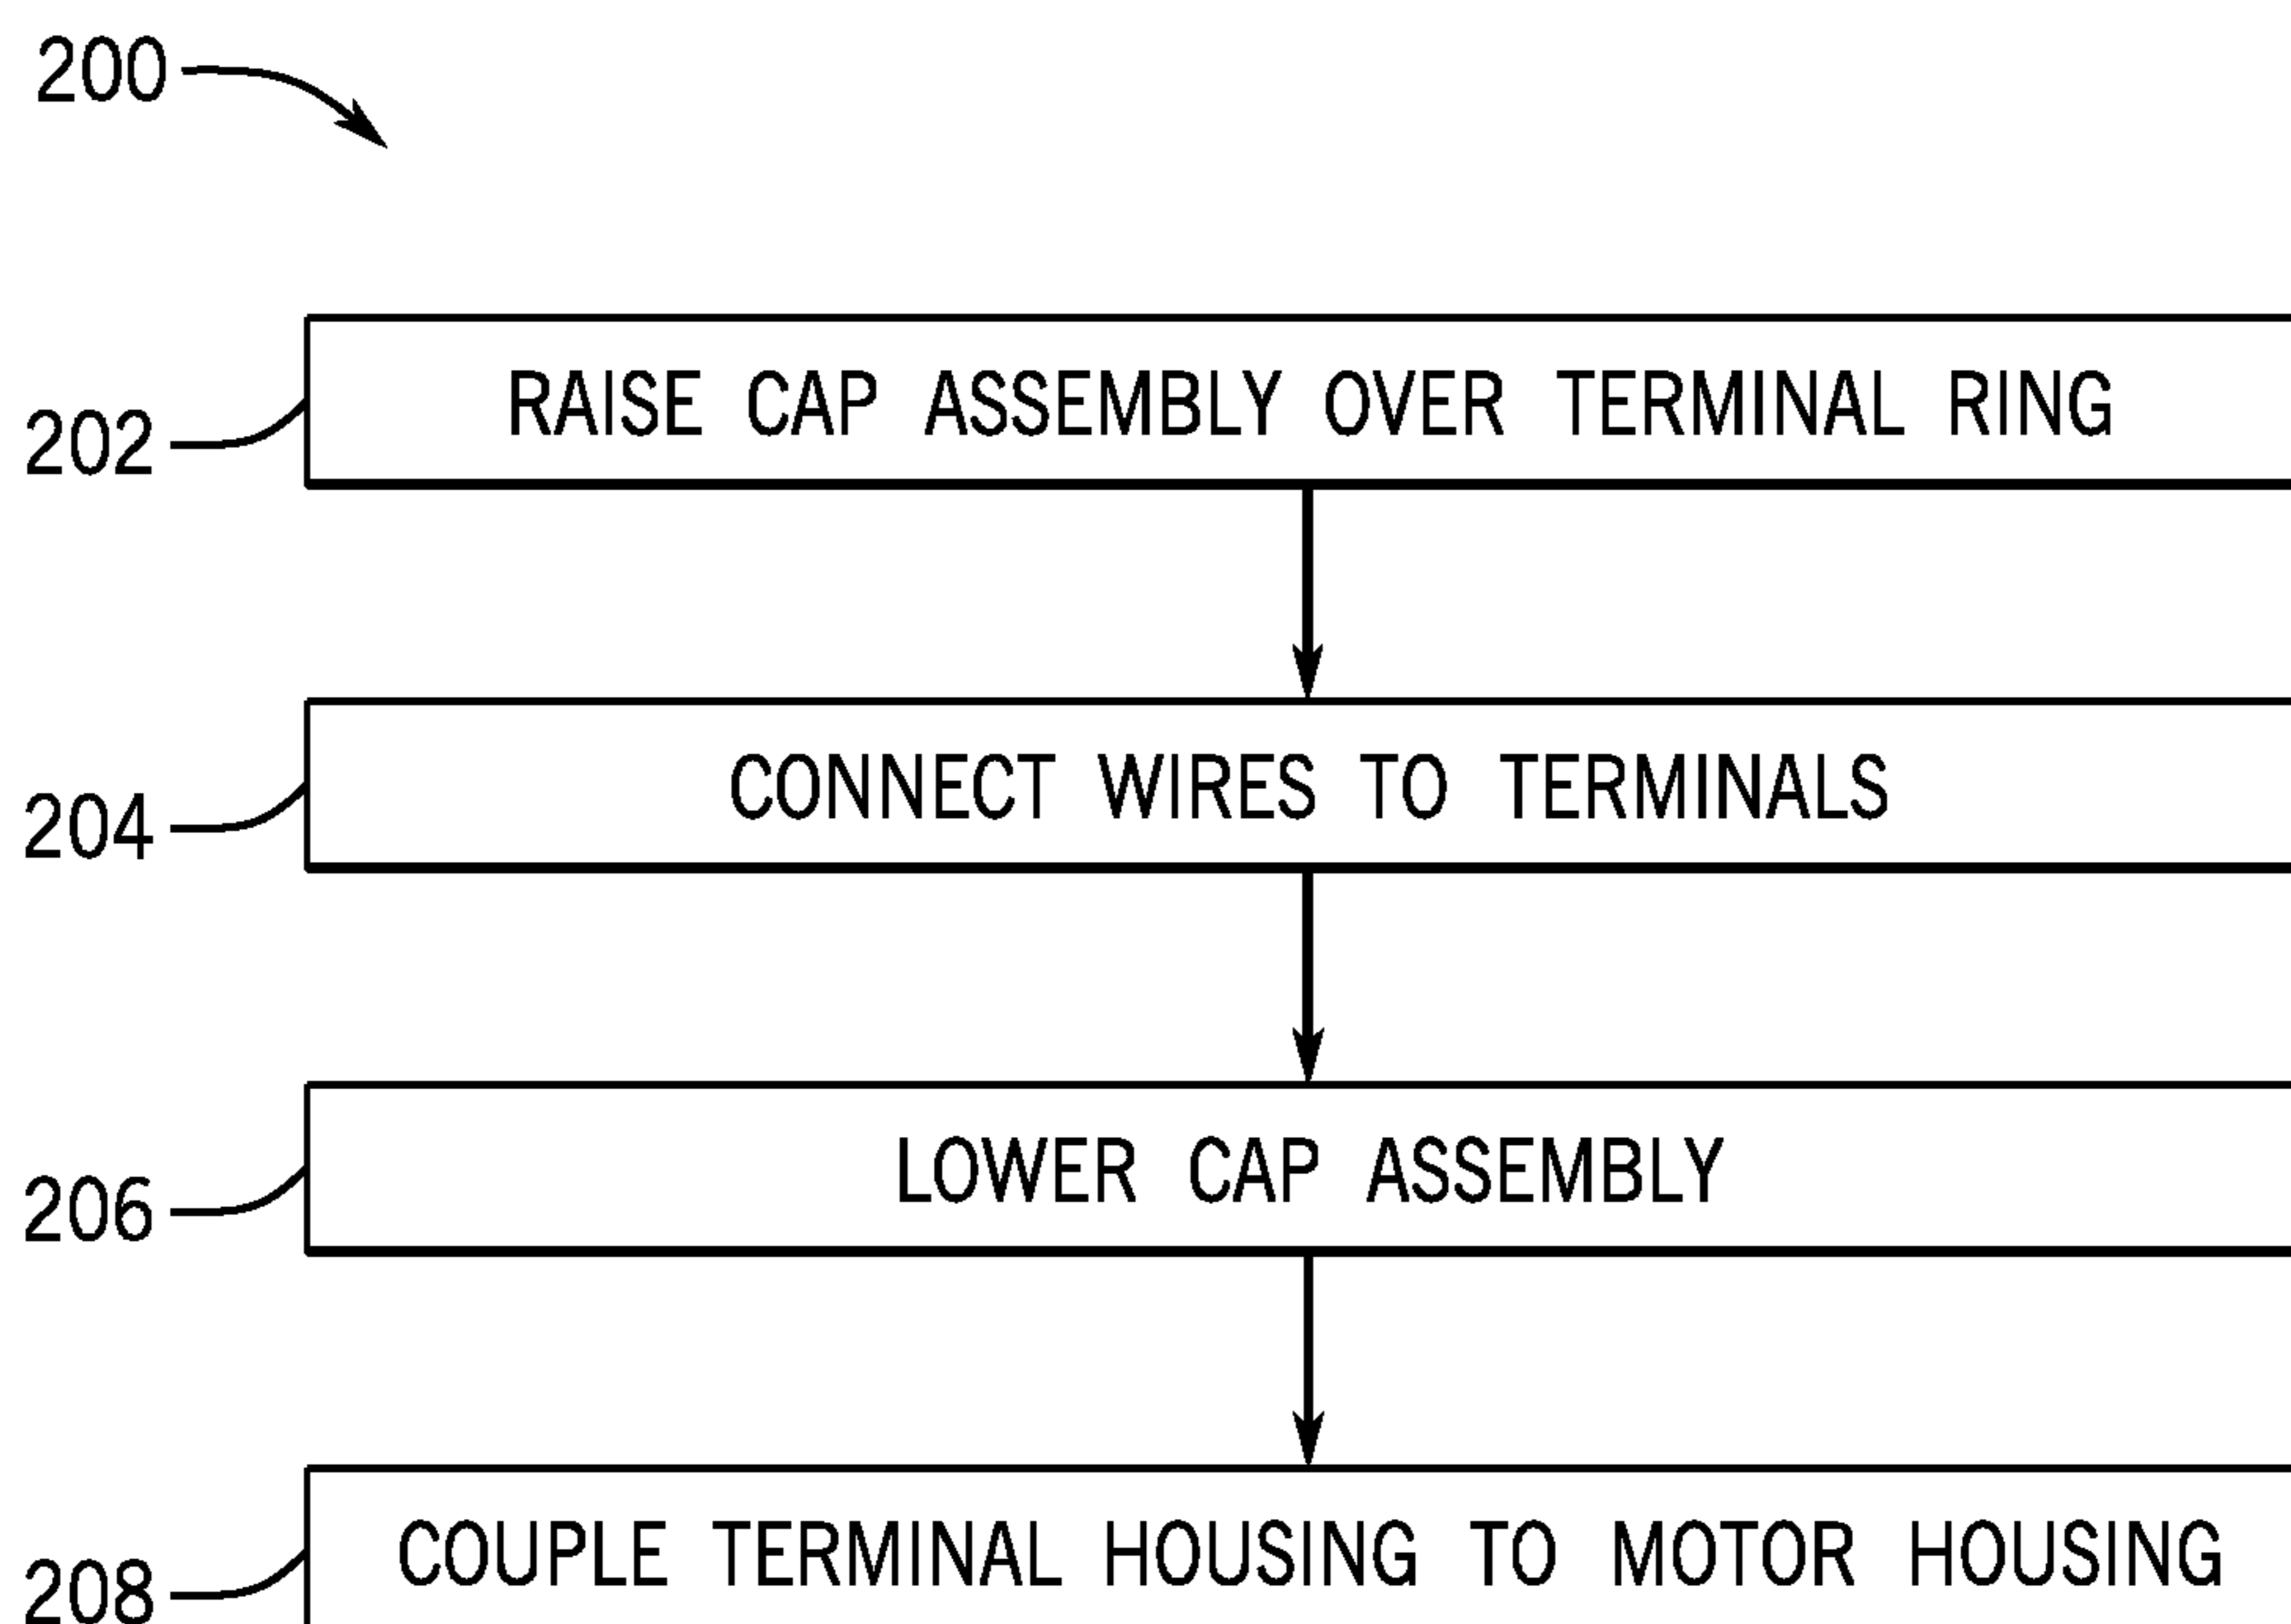 200
202 RAISE CAP ASSEMBLY OVER TERMINAL RING
204 CONNECT WIRES TO TERMINALS
206 LOWER CAP ASSEMBLY
208 COUPLE TERMINAL HOUSING TO MOTOR HOUSING